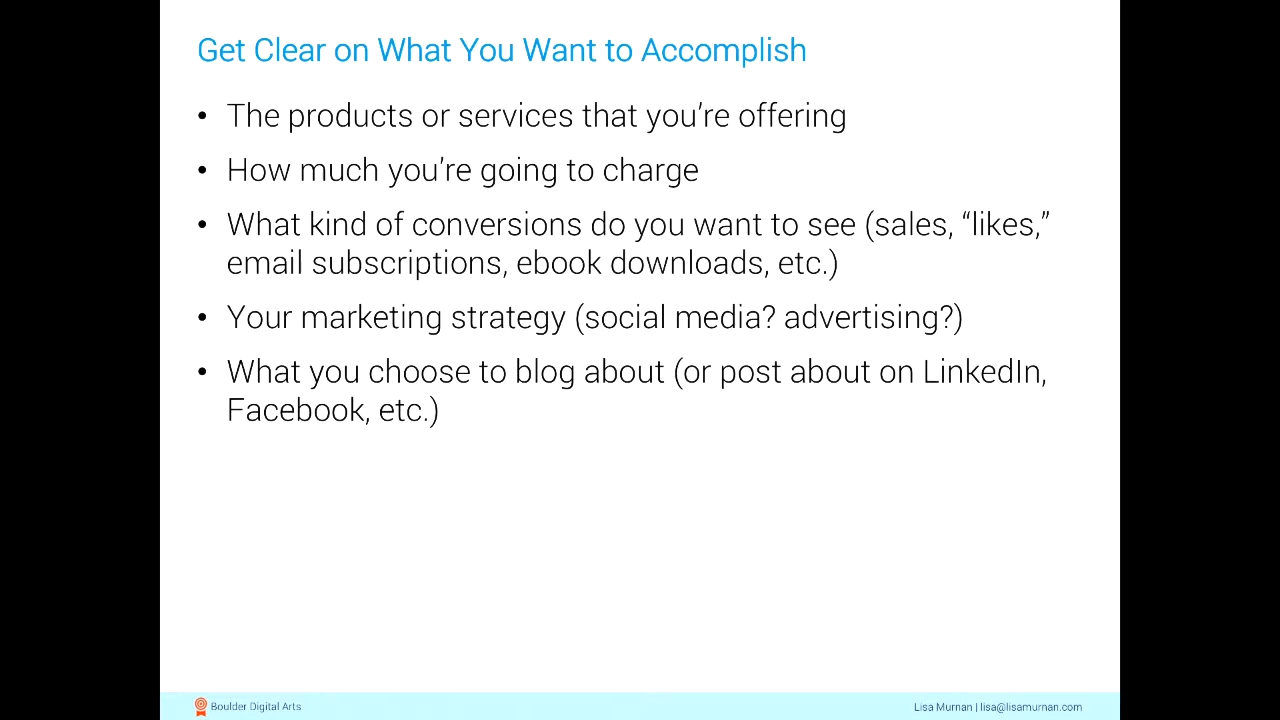 Get Clear on What You Want to Accomplish
• The products or services that you’re offering
• How much you’re going to charge
• What kind of conversions do you want to see (sales, “likes,”
email subscriptions, ebook downloads, etc.)
• Your marketing strategy (social media? advertising?)
• What you choose to blog about (or post about on LinkedIn,
Facebook, etc.)
Boulder Digital Arts
Lisa Murnan | lisa@lisamurnan.com